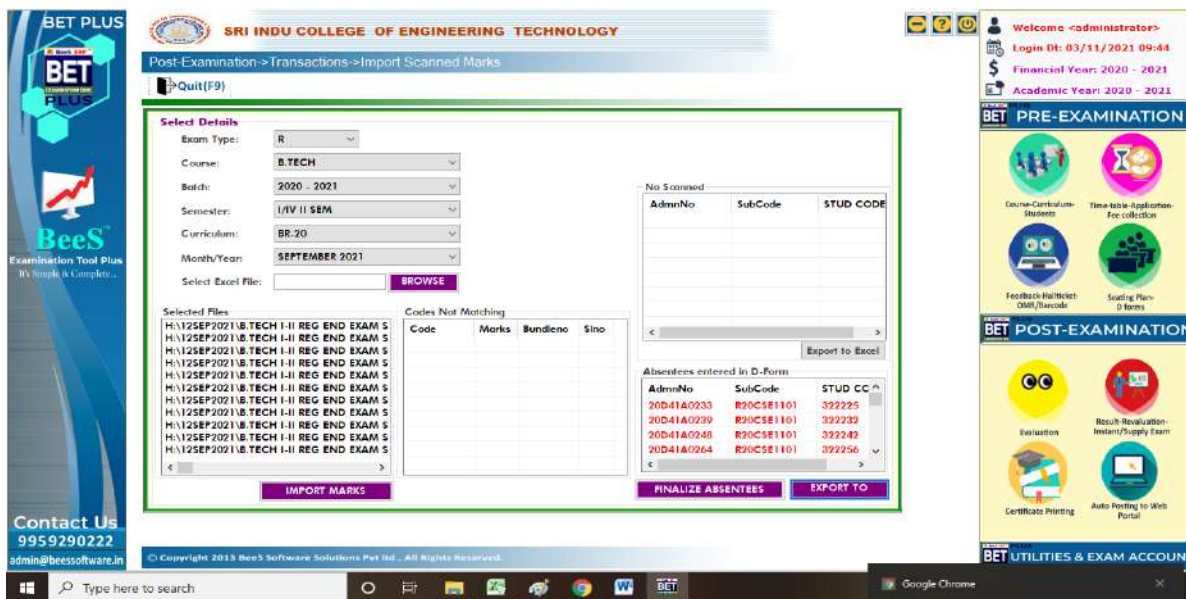 BET PLUS
BeeS EXP
BET
EXAMINATION TOOL
PLUS
BeeS™
Examination Tool Plus
It's Simple & Complete...
Contact Us
9959290222
admin@beessoftware.in
SRI INDU COLLEGE OF ENGINEERING TECHNOLOGY
Post-Examination->Transactions->Import Scanned Marks
Quit(F9)
Select Details
Exam Type: R
Course: B.TECH
Batch: 2020 - 2021
Semester: I/IV II SEM
Curriculum: BR-20
Month/Year: SEPTEMBER 2021
Select Excel File: BROWSE
Selected Files
H:\12SEP2021\B.TECH I-II REG END EXAM S
H:\12SEP2021\B.TECH I-II REG END EXAM S
H:\12SEP2021\B.TECH I-II REG END EXAM S
H:\12SEP2021\B.TECH I-II REG END EXAM S
H:\12SEP2021\B.TECH I-II REG END EXAM S
H:\12SEP2021\B.TECH I-II REG END EXAM S
H:\12SEP2021\B.TECH I-II REG END EXAM S
H:\12SEP2021\B.TECH I-II REG END EXAM S
H:\12SEP2021\B.TECH I-II REG END EXAM S
H:\12SEP2021\B.TECH I-II REG END EXAM S
H:\12SEP2021\B.TECH I-II REG END EXAM S
IMPORT MARKS
Codes Not Matching
Code Marks Bundleno Slno
No Scanned
AdmnNo SubCode STUD CODE
Export to Excel
Absentees entered in D-Form
AdmnNo SubCode STUD CC
20D41A0233 R20CSE1101 322225
20D41A0239 R20CSE1101 322232
20D41A0248 R20CSE1101 322242
20D41A0264 R20CSE1101 322256
FINALIZE ABSENTEES EXPORT TO
© Copyright 2015 BeeS Software Solutions Pvt ltd., All Rights Reserved.
Welcome <administrator>
Login Dt: 03/11/2021 09:44
Financial Year: 2020 - 2021
Academic Year: 2020 - 2021
BET PRE-EXAMINATION
Course-Curriculum-
Students
Time-table-Application-
Fee collection
Feedback-Hallticket-
OMR/Barcode
Seating Plan-
D-forms
BET POST-EXAMINATION
Evaluation
Result-Revaluation-
Instant/Supply Exam
Certificate Printing
Auto Posting to Web
Portal
BET UTILITIES & EXAM ACCOUN
Type here to search
BET
Google Chrome